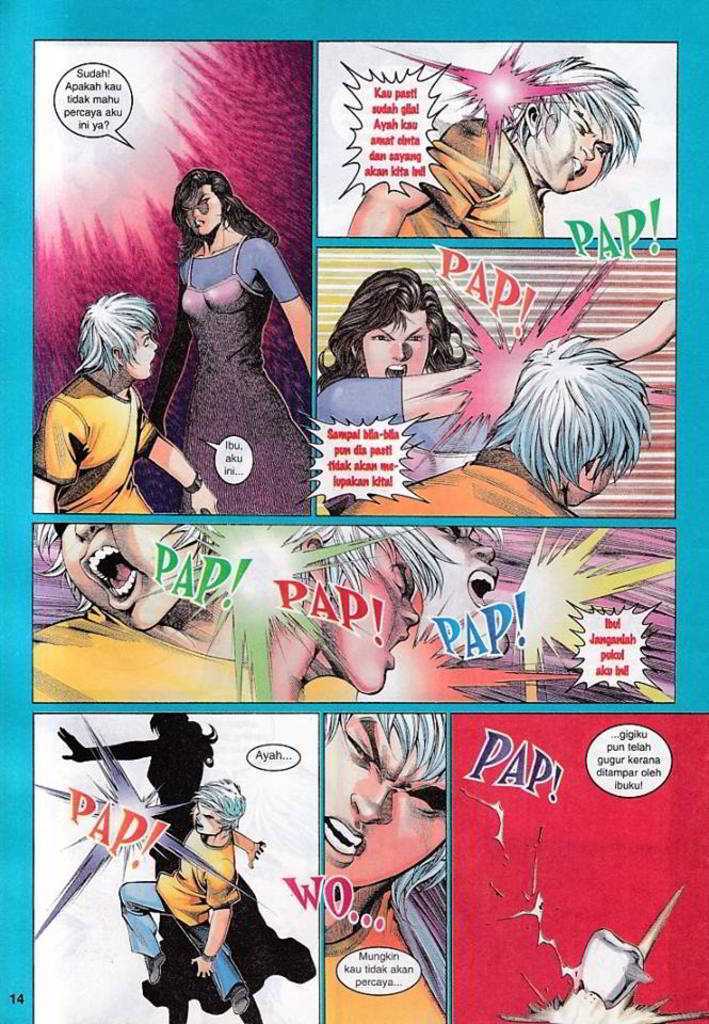 Sudah!
Apakah kau
tidak mahu
percaya aku
ini ya?
Ibu,
aku
ini...
Kau pasti
sudah gila!
Ayah kau
amat cinta
dan sayang
akan kita ini!
PAP!
PAP!
PAP!
Sampai bila-bila
pun dia pasti
tidak akan me-
lupakan kita!
PAP!
PAP!
PAP!
Ibu!
Janganlah
pukul
aku ini!
Ayah...
PAP!
WO...
Mungkin
kau tidak akan
percaya...
PAP!
...gigiku
pun telah
gugur kerana
ditampar oleh
ibuku!
14